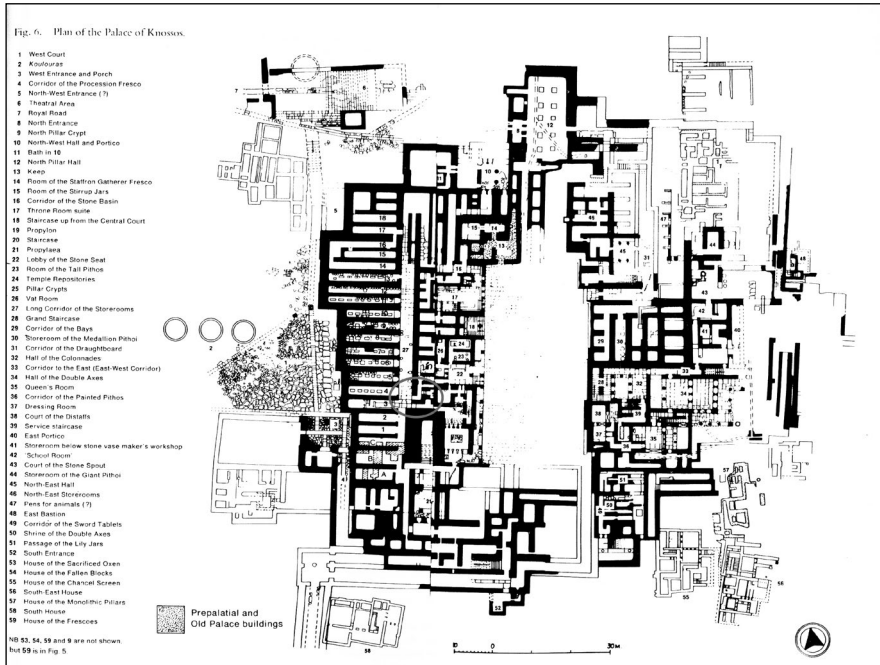 Fig. 6. Plan of the Palace of Knossos.
1 West Court
2 Koulouras
3 West Entrance and Porch
4 Corridor of the Procession Fresco
5 North-West Entrance (?)
6 Theatral Area
7 Royal Road
8 North Entrance
9 North Pillar Crypt
10 North-West Hall and Portico
11 Bath in 10
12 North Pillar Hall
13 Keep
14 Room of the Staffron Gatherer Fresco
15 Room of the Stirrup Jars
16 Corridor of the Stone Basin
17 Throne Room suite
18 Staircase up from the Central Court
19 Propylon
20 Staircase
21 Propylaea
22 Lobby of the Stone Seat
23 Room of the Tall Pithos
24 Temple Repositories
25 Pillar Crypts
26 Vat Room
27 Long Corridor of the Storerooms
28 Grand Staircase
29 Corridor of the Bays
30 Storeroom of the Medallion Pithoi
31 Corridor of the Draughtboard
32 Hall of the Colonnades
33 Corridor to the East (East-West Corridor)
34 Hall of the Double Axes
35 Queen's Room
36 Corridor of the Painted Pithos
37 Dressing Room
38 Court of the Distaffs
39 Service staircase
40 East Portico
41 Storeroom below stone vase maker's workshop
42 'School Room'
43 Court of the Stone Spout
44 Storeroom of the Giant Pithoi
45 North-East Hall
46 North-East Storerooms
47 Pens for animals (?)
48 East Bastion
49 Corridor of the Sword Tablets
50 Shrine of the Double Axes
51 Passage of the Lily Jars
52 South Entrance
53 House of the Sacrificed Oxen
54 House of the Fallen Blocks
55 House of the Chancel Screen
56 South-East House
57 House of the Monolithic Pillars
58 South House
59 House of the Frescoes
NB 53, 54, 59 and 9 are not shown
but 59 is in Fig. 5
Prepalatial and
Old Palace buildings
10 0 30M